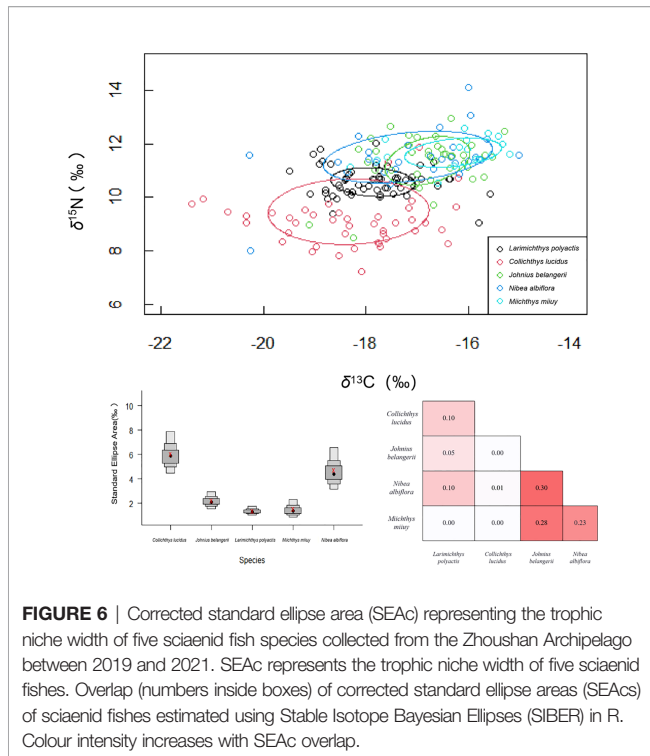 δ¹⁵N（‰）
14
12
10
8
6
-22
-20
-18
-16
-14
δ¹³C（‰）
Larimichthys polyactis
Collichthys lucidus
Johnius belangerii
Nibea albiflora
Miichthys miiuy
Standard Ellipse Area(‰)
10
8
6
4
2
Collichthys lucidus
Johnius belangerii
Larimichthys polyactis
Miichthys miiuy
Nibea albiflora
Species
Collichthys
lucidus
0.10
Johnius
belangerii
0.05
0.00
Nibea
albiflora
0.10
0.01
0.30
Miichthys
miiuy
0.00
0.00
0.28
0.23
Larimichthys
polyactis
Collichthys
lucidus
Johnius
belangerii
Nibea
albiflora
FIGURE 6 | Corrected standard ellipse area (SEAc) representing the trophic
niche width of five sciaenid fish species collected from the Zhoushan Archipelago
between 2019 and 2021. SEAc represents the trophic niche width of five sciaenid
fishes. Overlap (numbers inside boxes) of corrected standard ellipse areas (SEAcs)
of sciaenid fishes estimated using Stable Isotope Bayesian Ellipses (SIBER) in R.
Colour intensity increases with SEAc overlap.